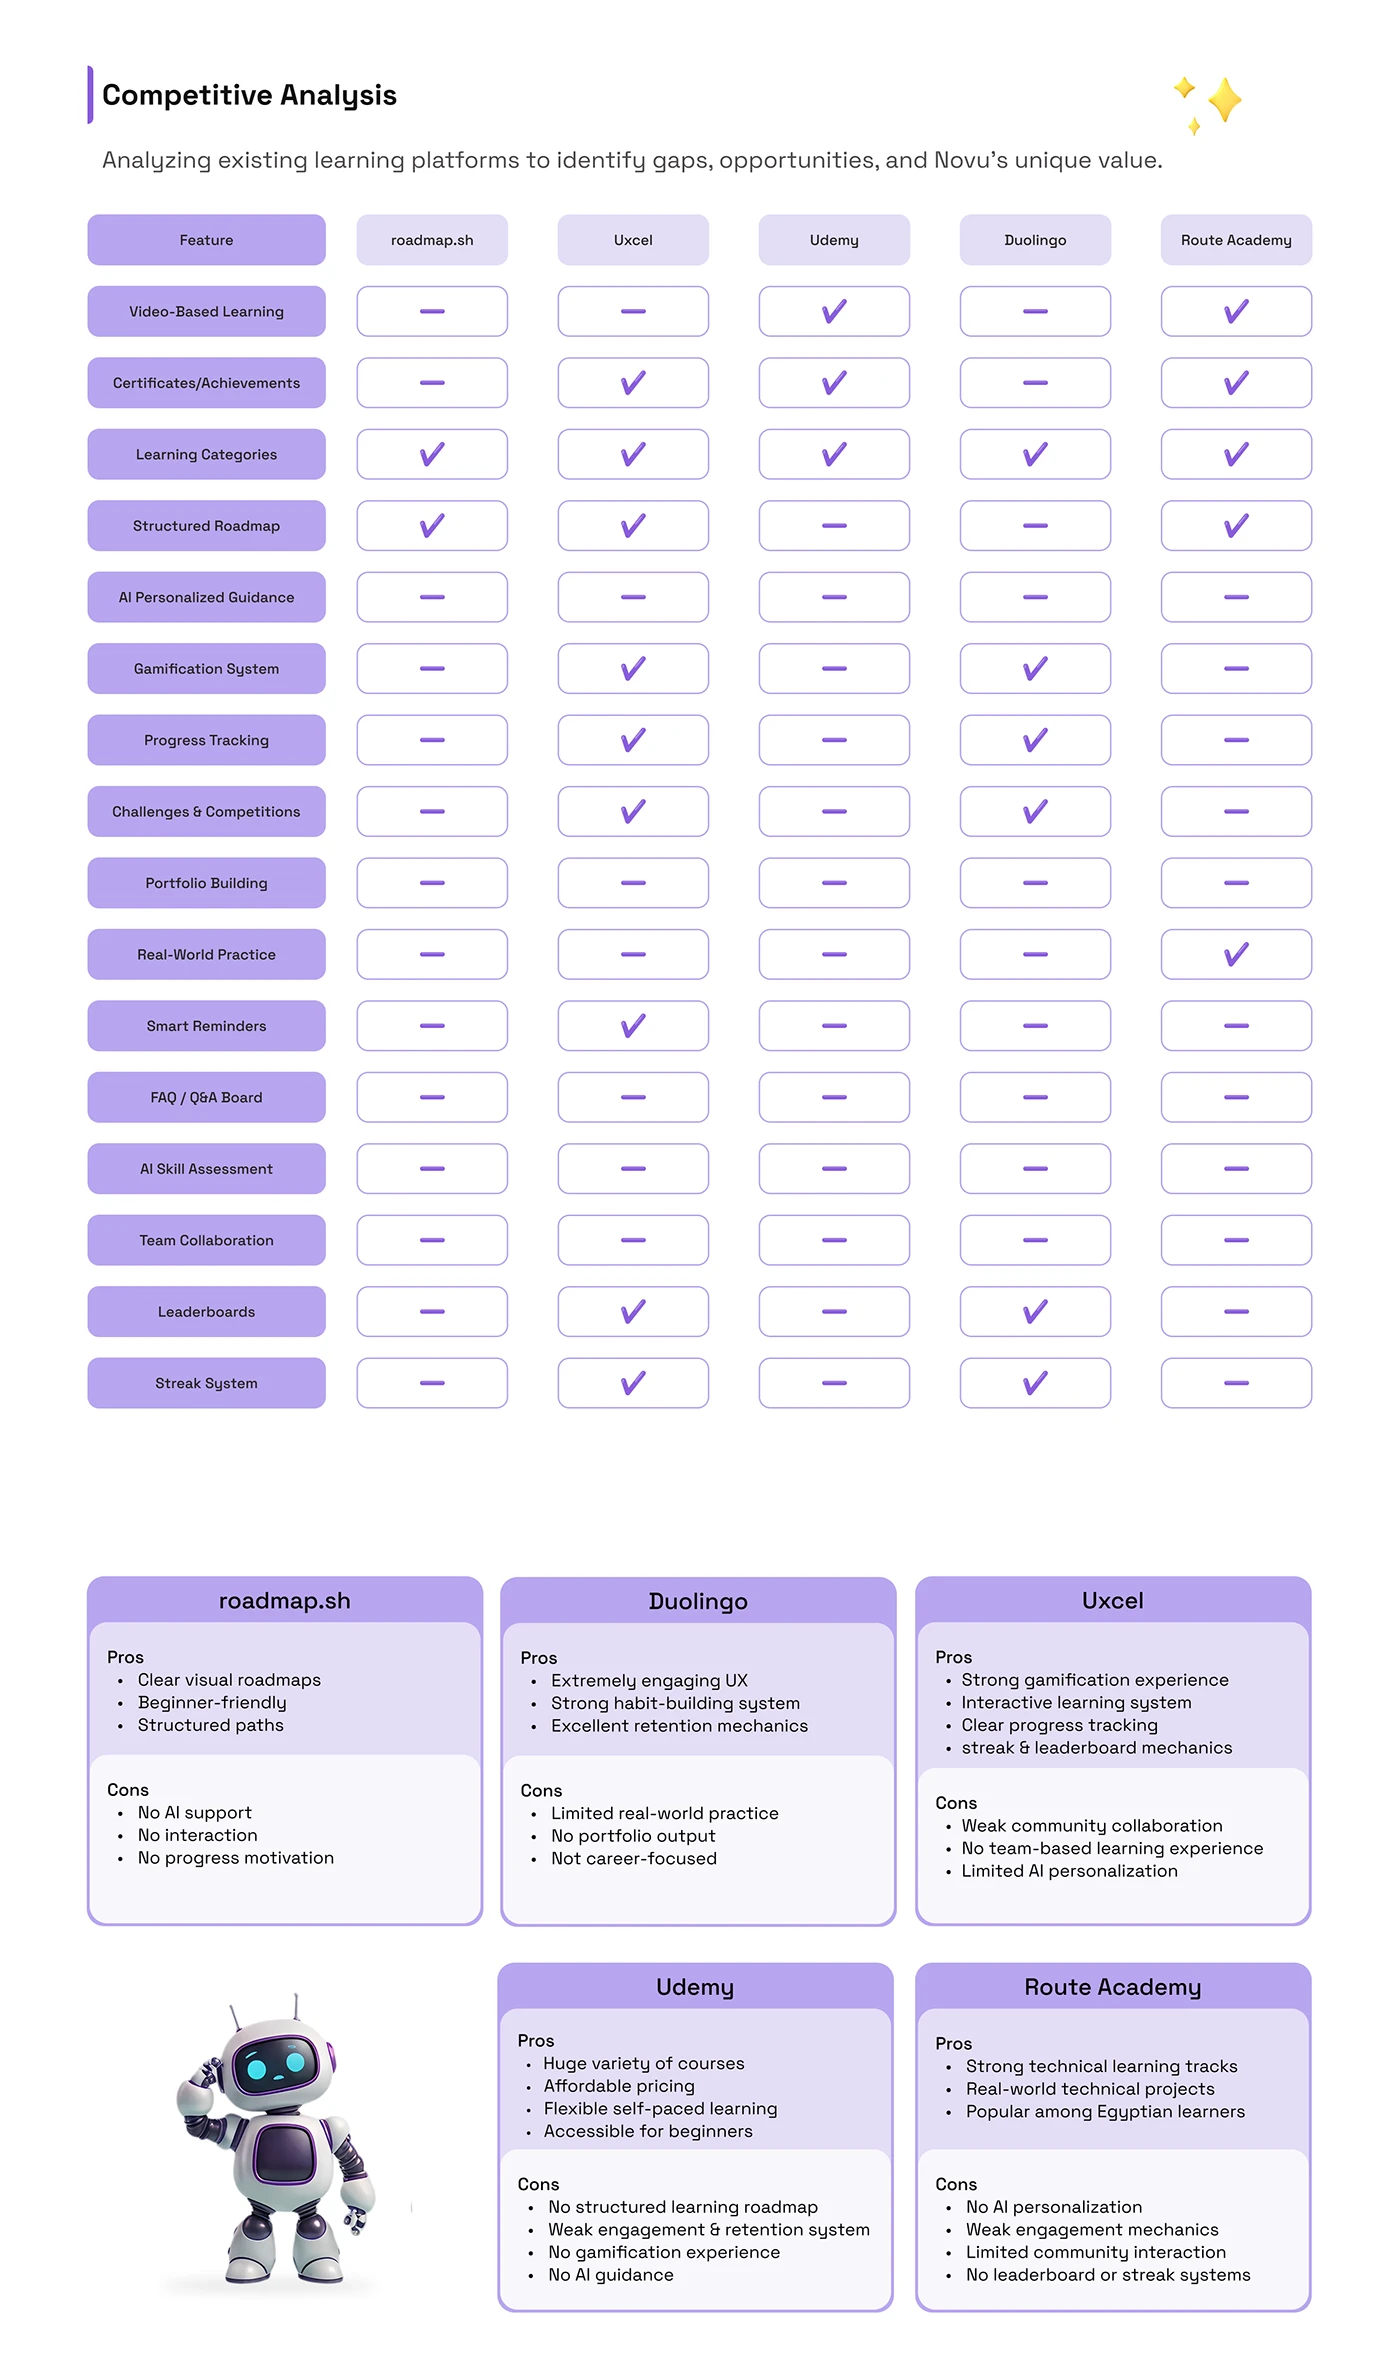 Competitive Analysis
Analyzing existing learning platforms to identify gaps, opportunities, and Novu's unique value.
Feature
roadmap.sh
Uxcel
Udemy
Duolingo
Route Academy
Video-Based Learning
Certificates/Achievements
Learning Categories
Structured Roadmap
AI Personalized Guidance
Gamification System
Progress Tracking
Challenges & Competitions
Portfolio Building
Real-World Practice
Smart Reminders
FAQ / Q&A Board
AI Skill Assessment
Team Collaboration
Leaderboards
Streak System
roadmap.sh
Pros
• Clear visual roadmaps
• Beginner-friendly
• Structured paths
Cons
• No AI support
• No interaction
• No progress motivation
Duolingo
Pros
• Extremely engaging UX
• Strong habit-building system
• Excellent retention mechanics
Cons
• Limited real-world practice
• No portfolio output
• Not career-focused
Uxcel
Pros
• Strong gamification experience
• Interactive learning system
• Clear progress tracking
• streak & leaderboard mechanics
Cons
• Weak community collaboration
• No team-based learning experience
• Limited AI personalization
Udemy
Pros
• Huge variety of courses
• Affordable pricing
• Flexible self-paced learning
• Accessible for beginners
Cons
• No structured learning roadmap
• Weak engagement & retention system
• No gamification experience
• No AI guidance
Route Academy
Pros
• Strong technical learning tracks
• Real-world technical projects
• Popular among Egyptian learners
Cons
• No AI personalization
• Weak engagement mechanics
• Limited community interaction
• No leaderboard or streak systems